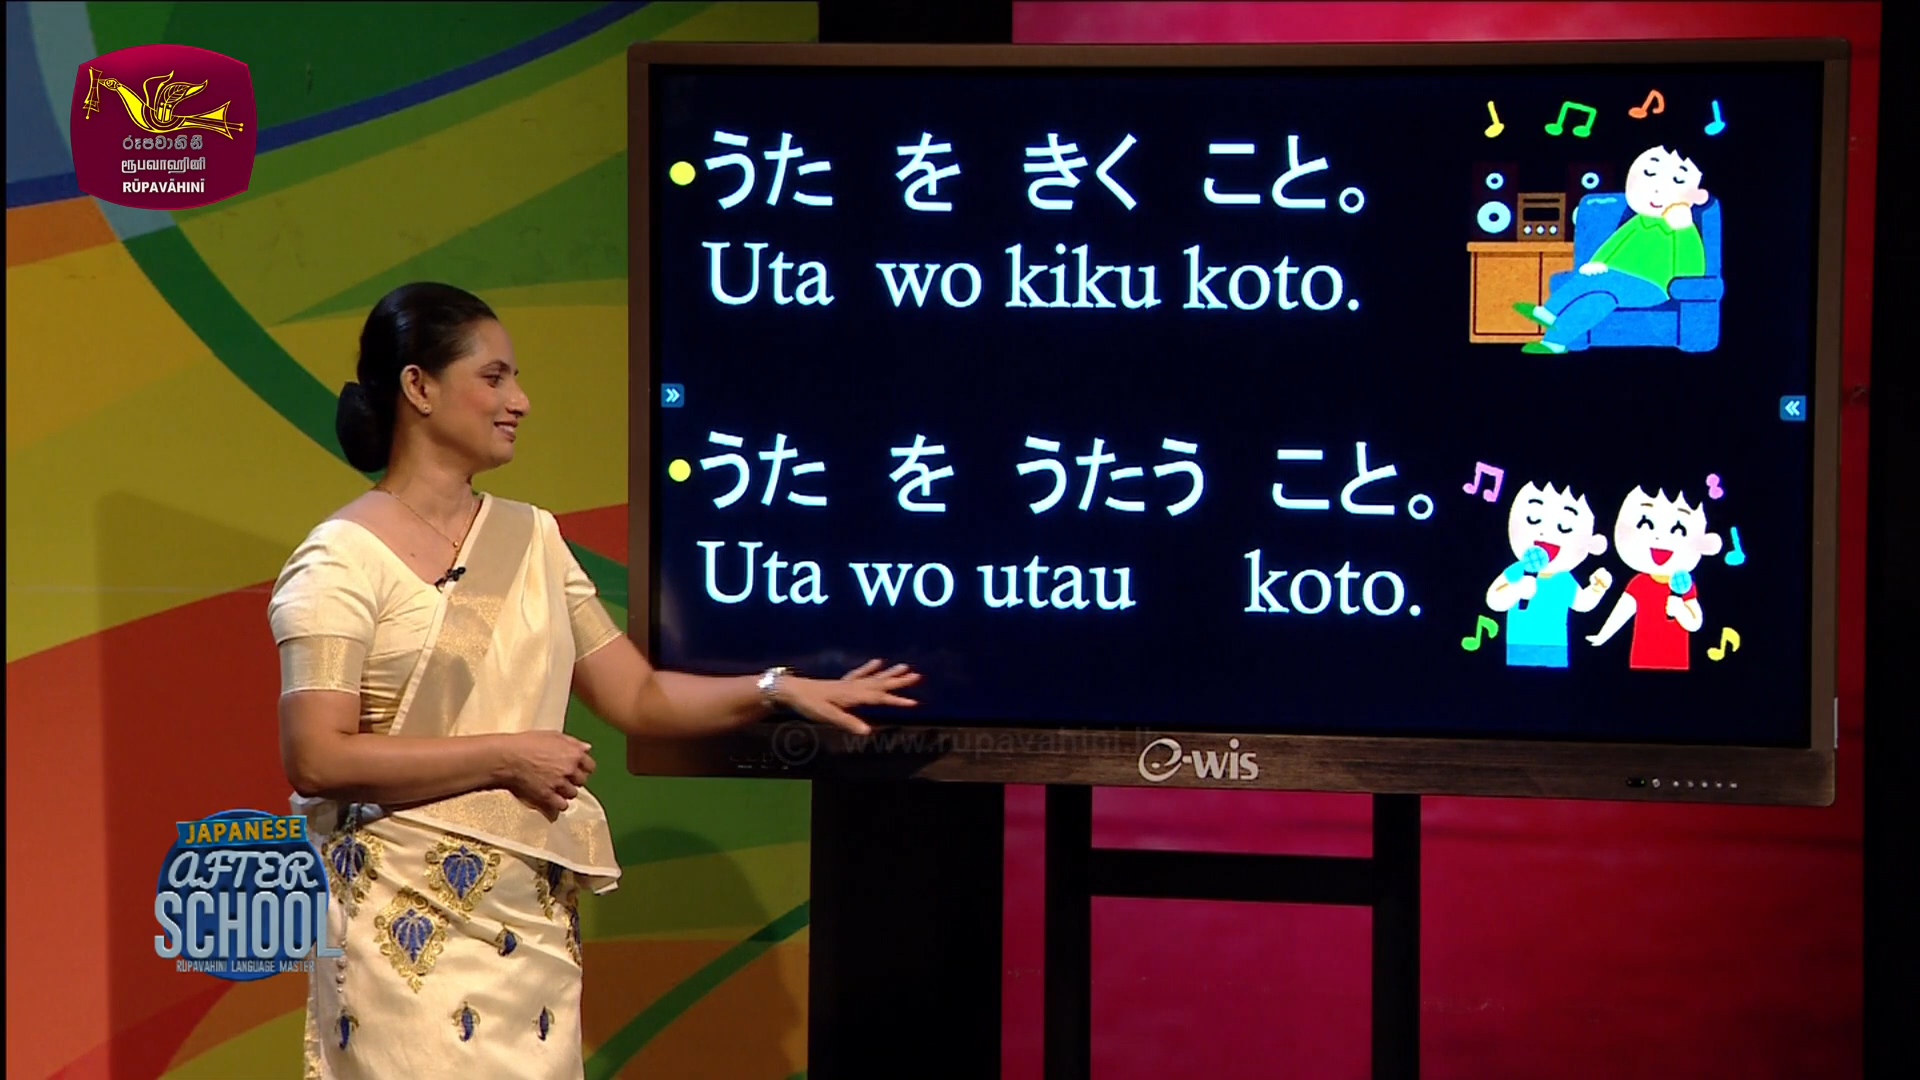 රූපවාහිනී
ரூபவாஹினி
RŪPAVĀHINĪ
うた を きく こと。
Uta wo kiku koto.
うた を うたう こと。
Uta wo utau koto.
© www.rupavahini.lk
e-wis
JAPANESE
AFTER
SCHOOL
RUPAVAHINI LANGUAGE MASTER